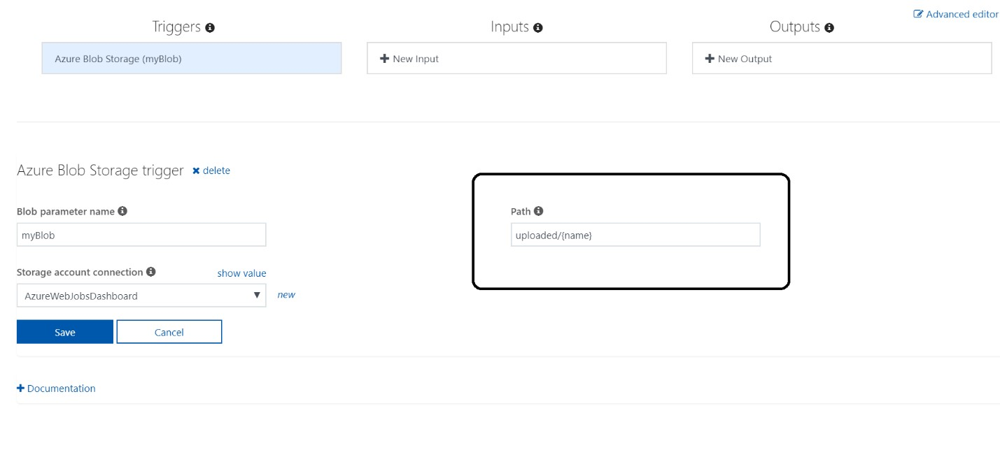 Advanced editor
Triggers Inputs Outputs
Azure Blob Storage (myBlob) New Input New Output
Azure Blob Storage trigger delete
Blob parameter name Path
myBlob uploaded/{name}
Storage account connection show value
AzureWebJobsDashboard new
Save Cancel
Documentation